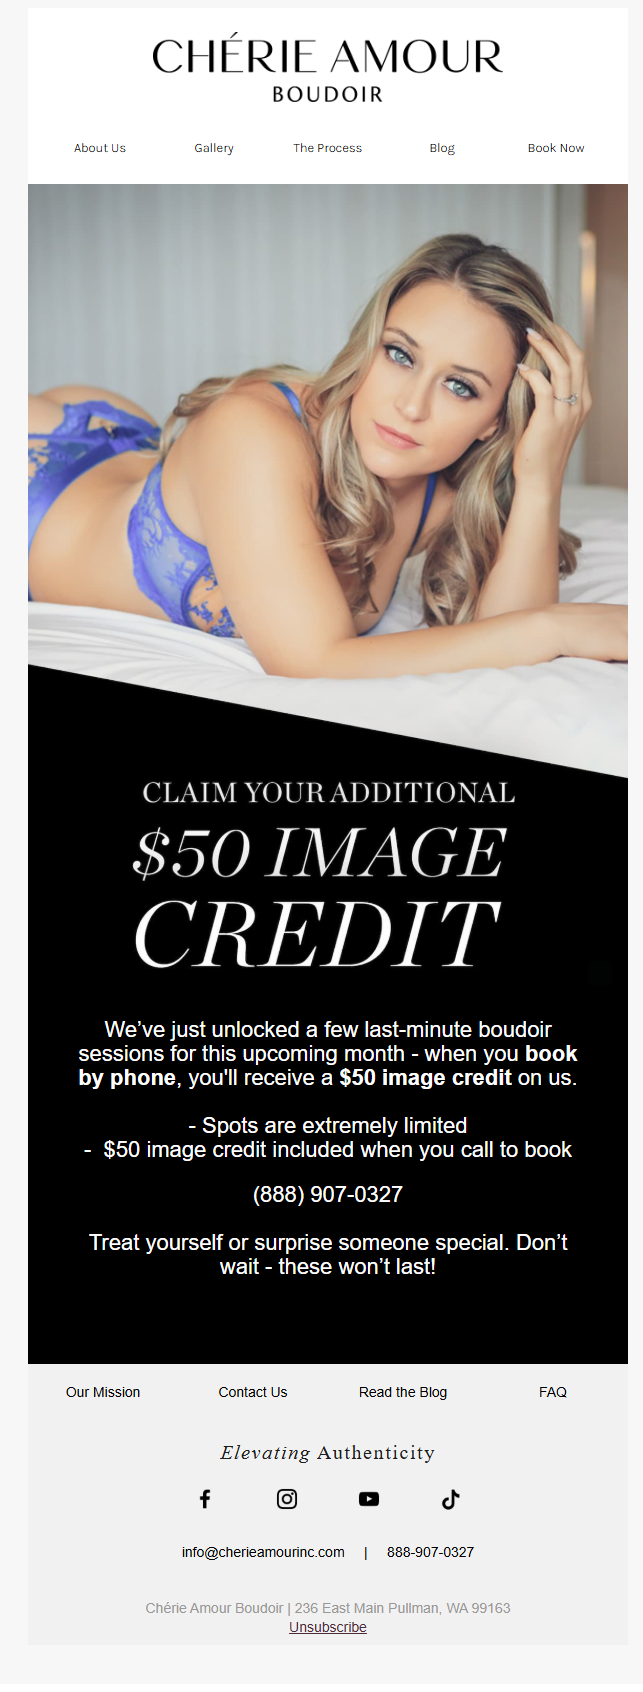 CHÉRIE AMOUR
BOUDOIR
About Us Gallery The Process Blog Book Now
CLAIM YOUR ADDITIONAL
$50 IMAGE
CREDIT
We’ve just unlocked a few last-minute boudoir
sessions for this upcoming month - when you book
by phone, you'll receive a $50 image credit on us.
- Spots are extremely limited
- $50 image credit included when you call to book
(888) 907-0327
Treat yourself or surprise someone special. Don’t
wait - these won’t last!
Our Mission Contact Us Read the Blog FAQ
Elevating Authenticity
info@cherieamourinc.com | 888-907-0327
Chérie Amour Boudoir | 236 East Main Pullman, WA 99163
Unsubscribe